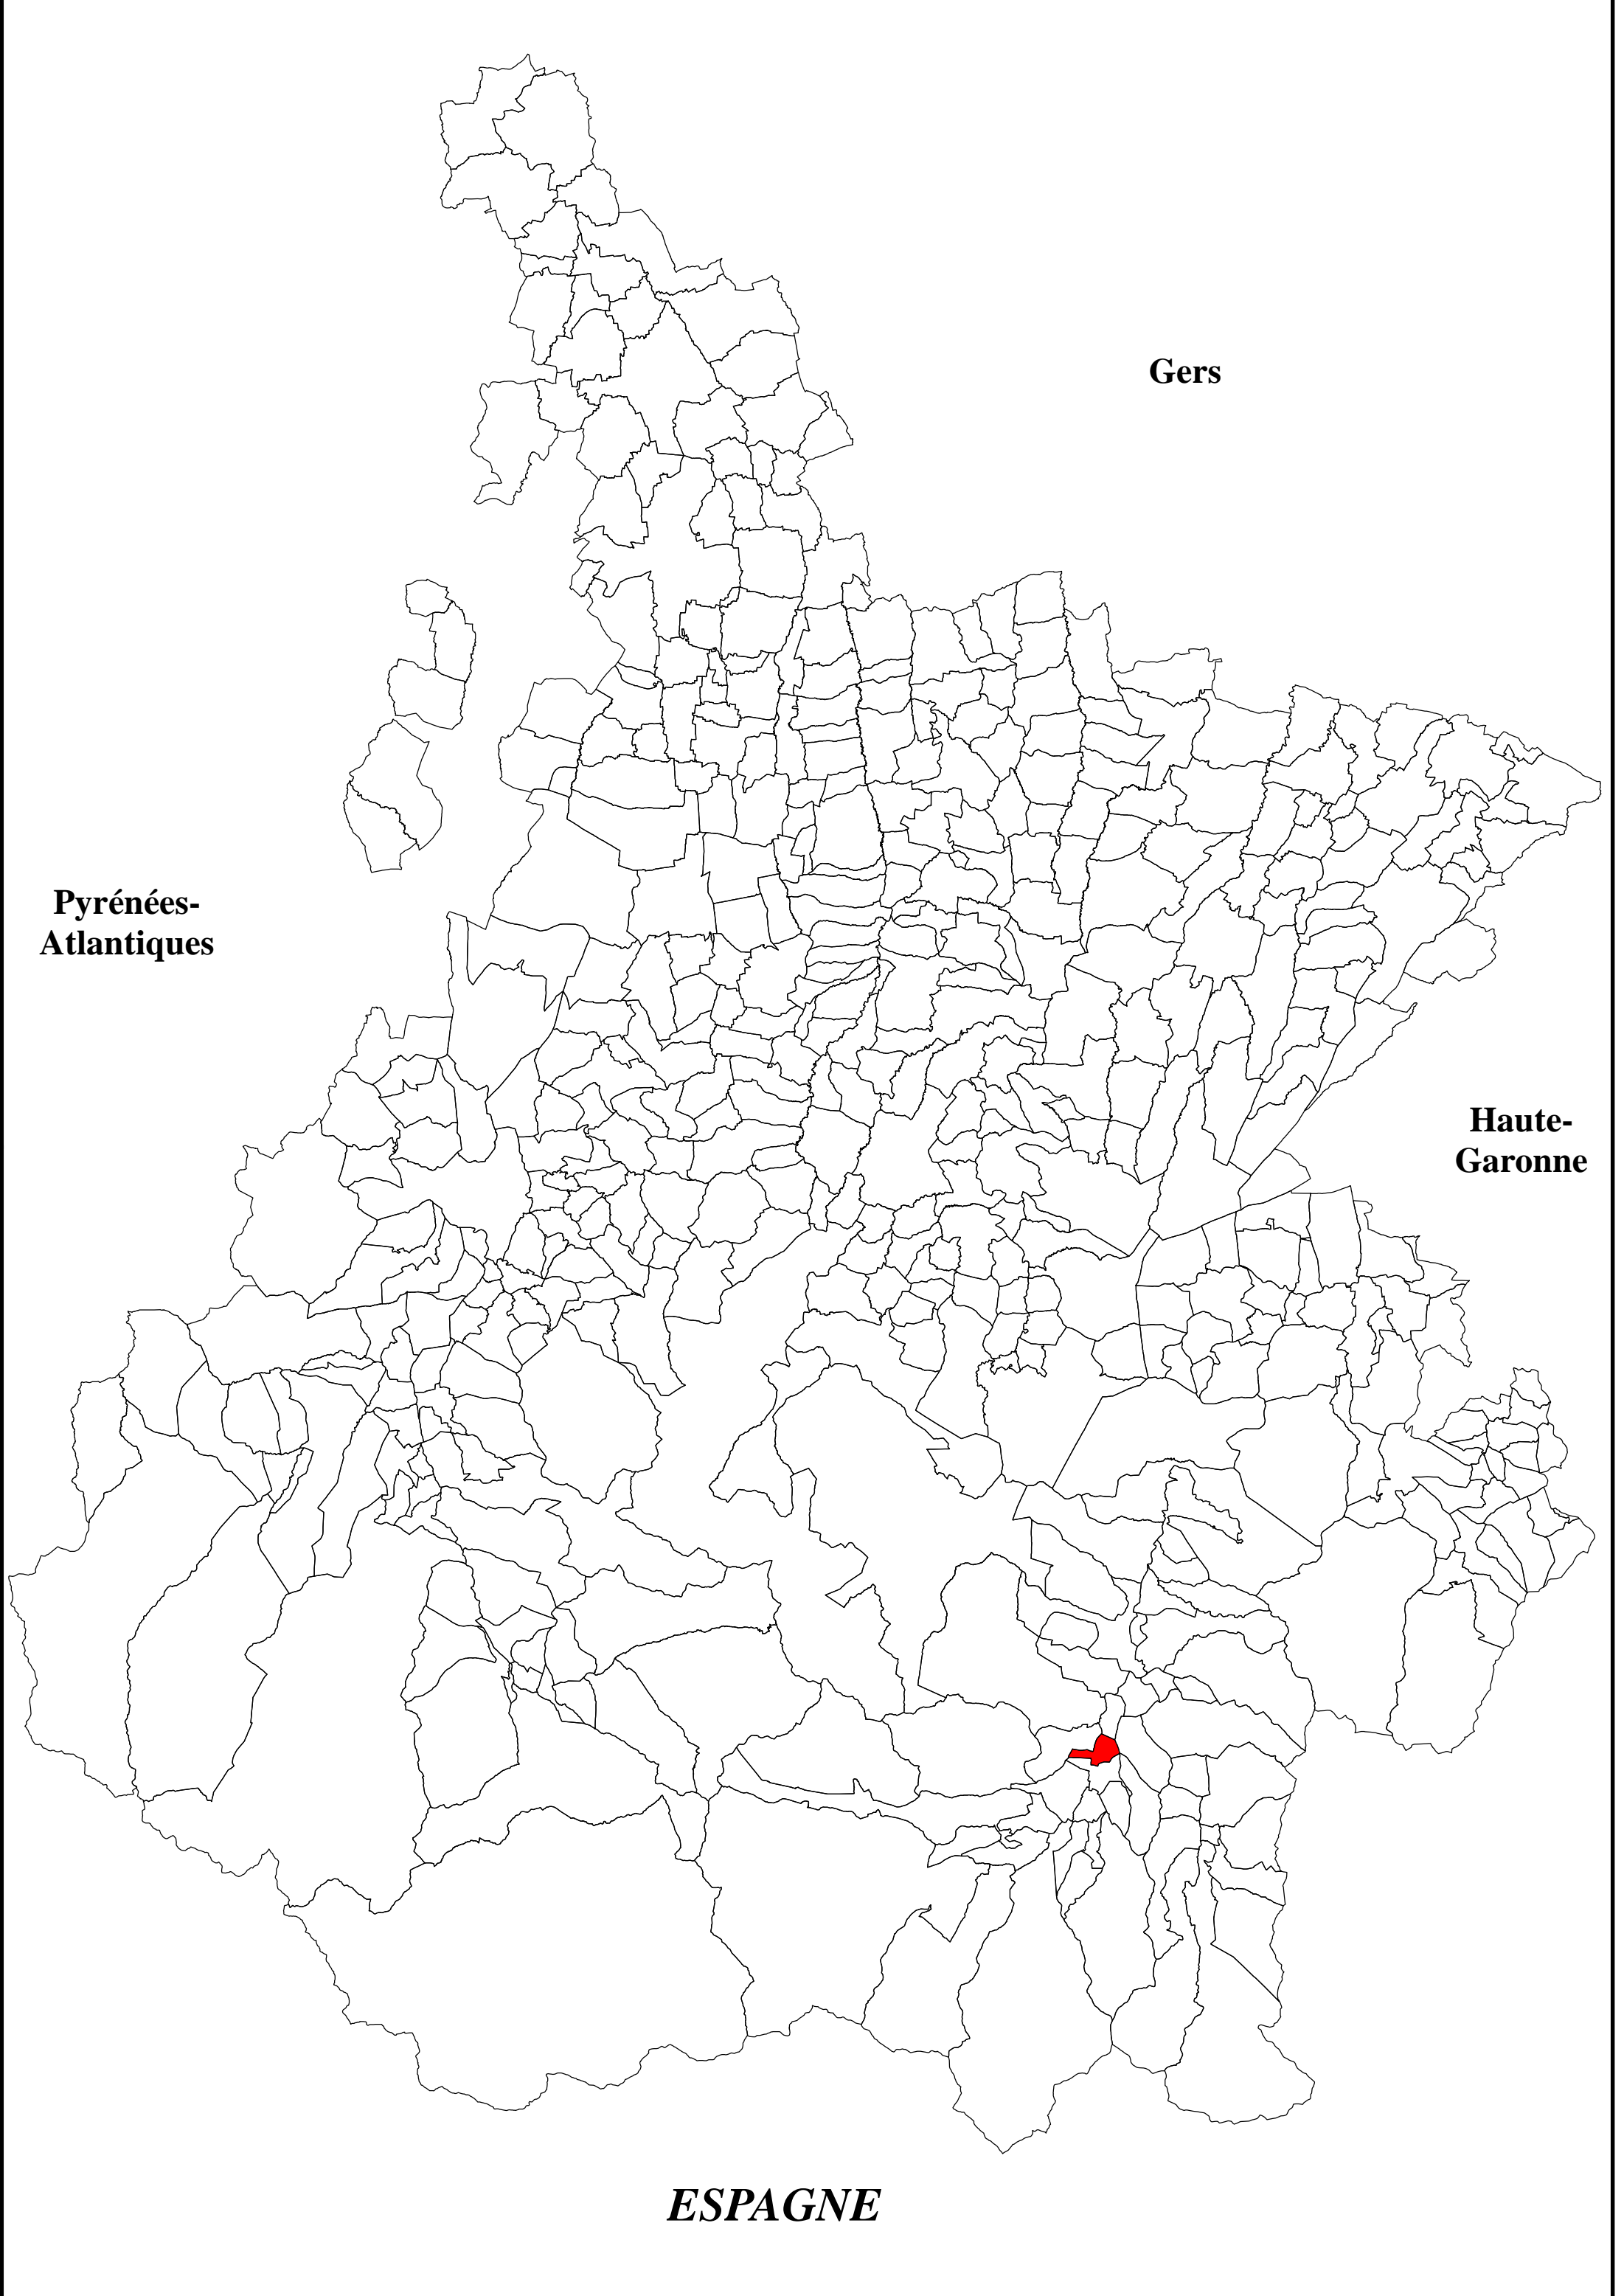 Gers
Pyrénées-
Atlantiques
Haute-
Garonne
ESPAGNE